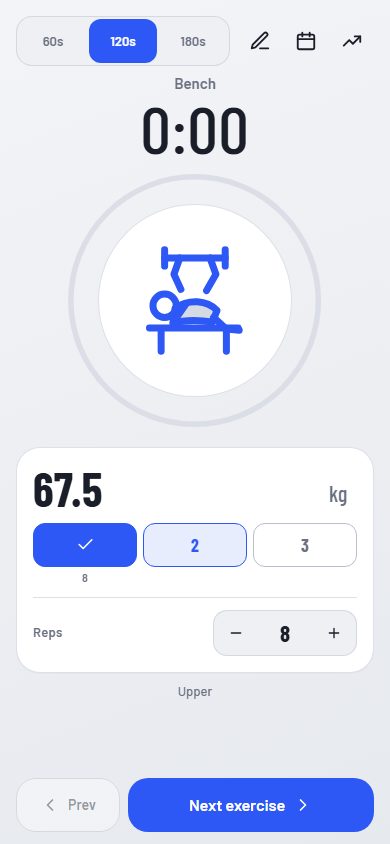 60s 120s 180s
Bench
0:00
67.5 kg
2 3
8
Reps 8
Upper
Prev Next exercise